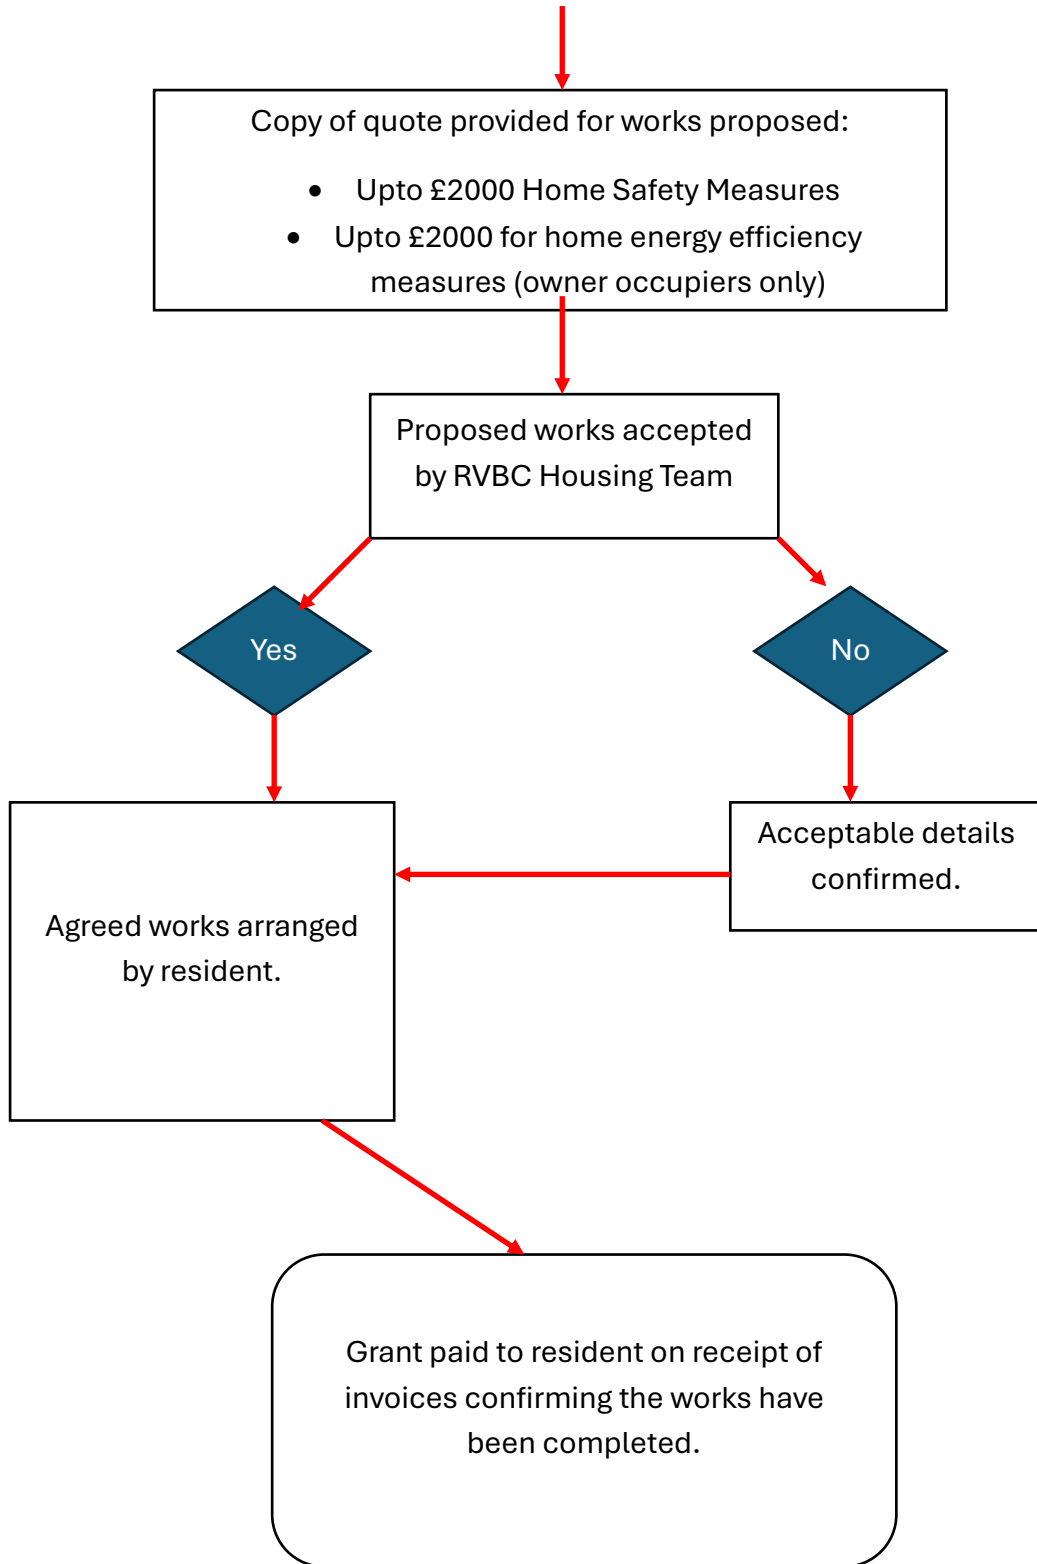 Copy of quote provided for works proposed:
• Upto £2000 Home Safety Measures
• Upto £2000 for home energy efficiency
measures (owner occupiers only)
Proposed works accepted
by RVBC Housing Team
Yes
No
Acceptable details
confirmed.
Agreed works arranged
by resident.
Grant paid to resident on receipt of
invoices confirming the works have
been completed.